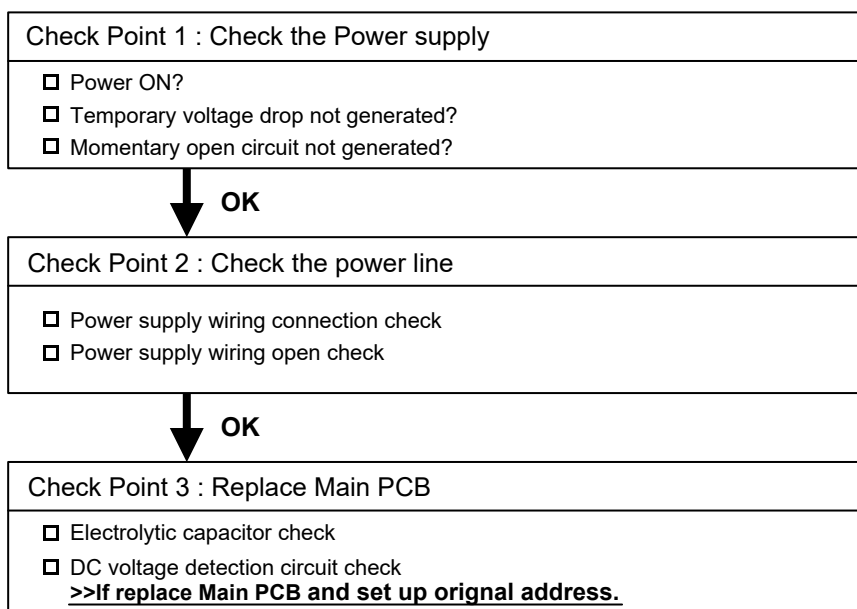 Check Point 1 : Check the Power supply
Power ON?
Temporary voltage drop not generated?
Momentary open circuit not generated?
OK
Check Point 2 : Check the power line
Power supply wiring connection check
Power supply wiring open check
OK
Check Point 3 : Replace Main PCB
Electrolytic capacitor check
DC voltage detection circuit check
>>If replace Main PCB and set up orignal address.